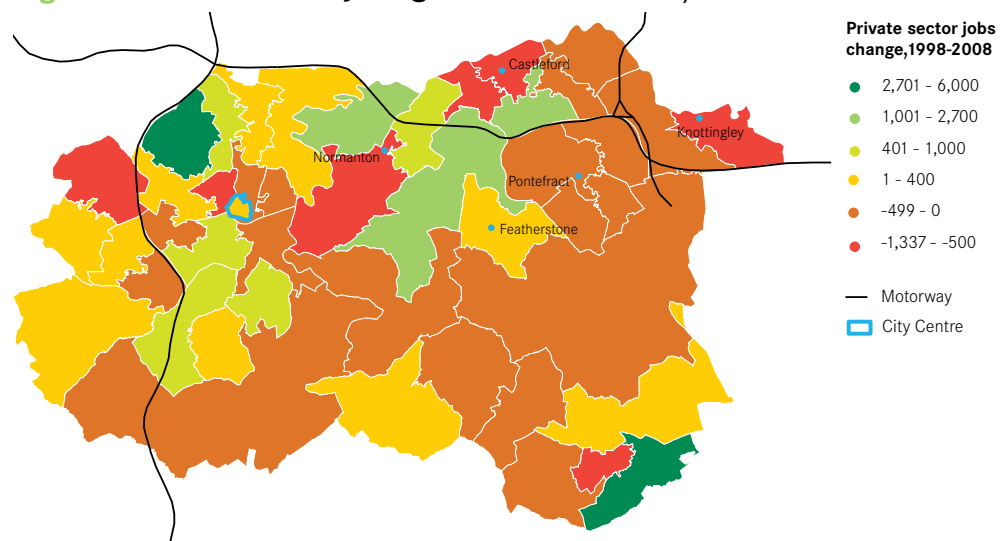 Private sector jobs
change,1998-2008
2,701 - 6,000
1,001 - 2,700
401 - 1,000
1 - 400
-499 - 0
-1,337 - -500
Motorway
City Centre
Castleford
Knottingley
Normanton
Pontefract
Featherstone